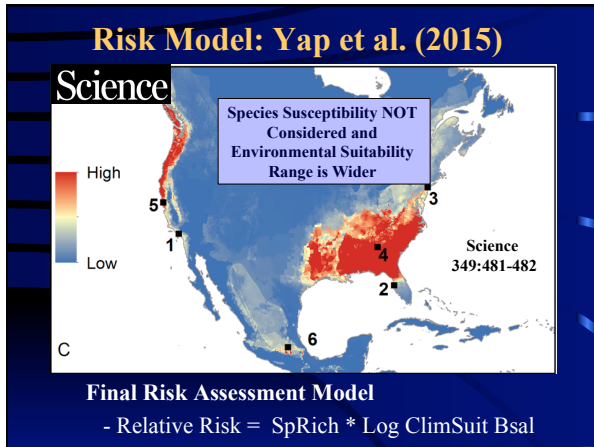 Risk Model: Yap et al. (2015)
Science
Species Susceptibility NOT
Considered and
Environmental Suitability
Range is Wider
High
Low
5
1
3
4
2
6
Science
349:481-482
C
Final Risk Assessment Model
- Relative Risk = SpRich * Log ClimSuit Bsal